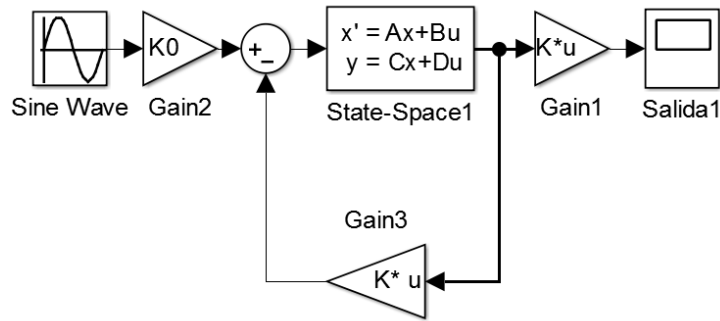 K0
+
−
x' = Ax+Bu
y = Cx+Du
K*u
Sine Wave
Gain2
State-Space1
Gain1
Salida1
Gain3
K* u